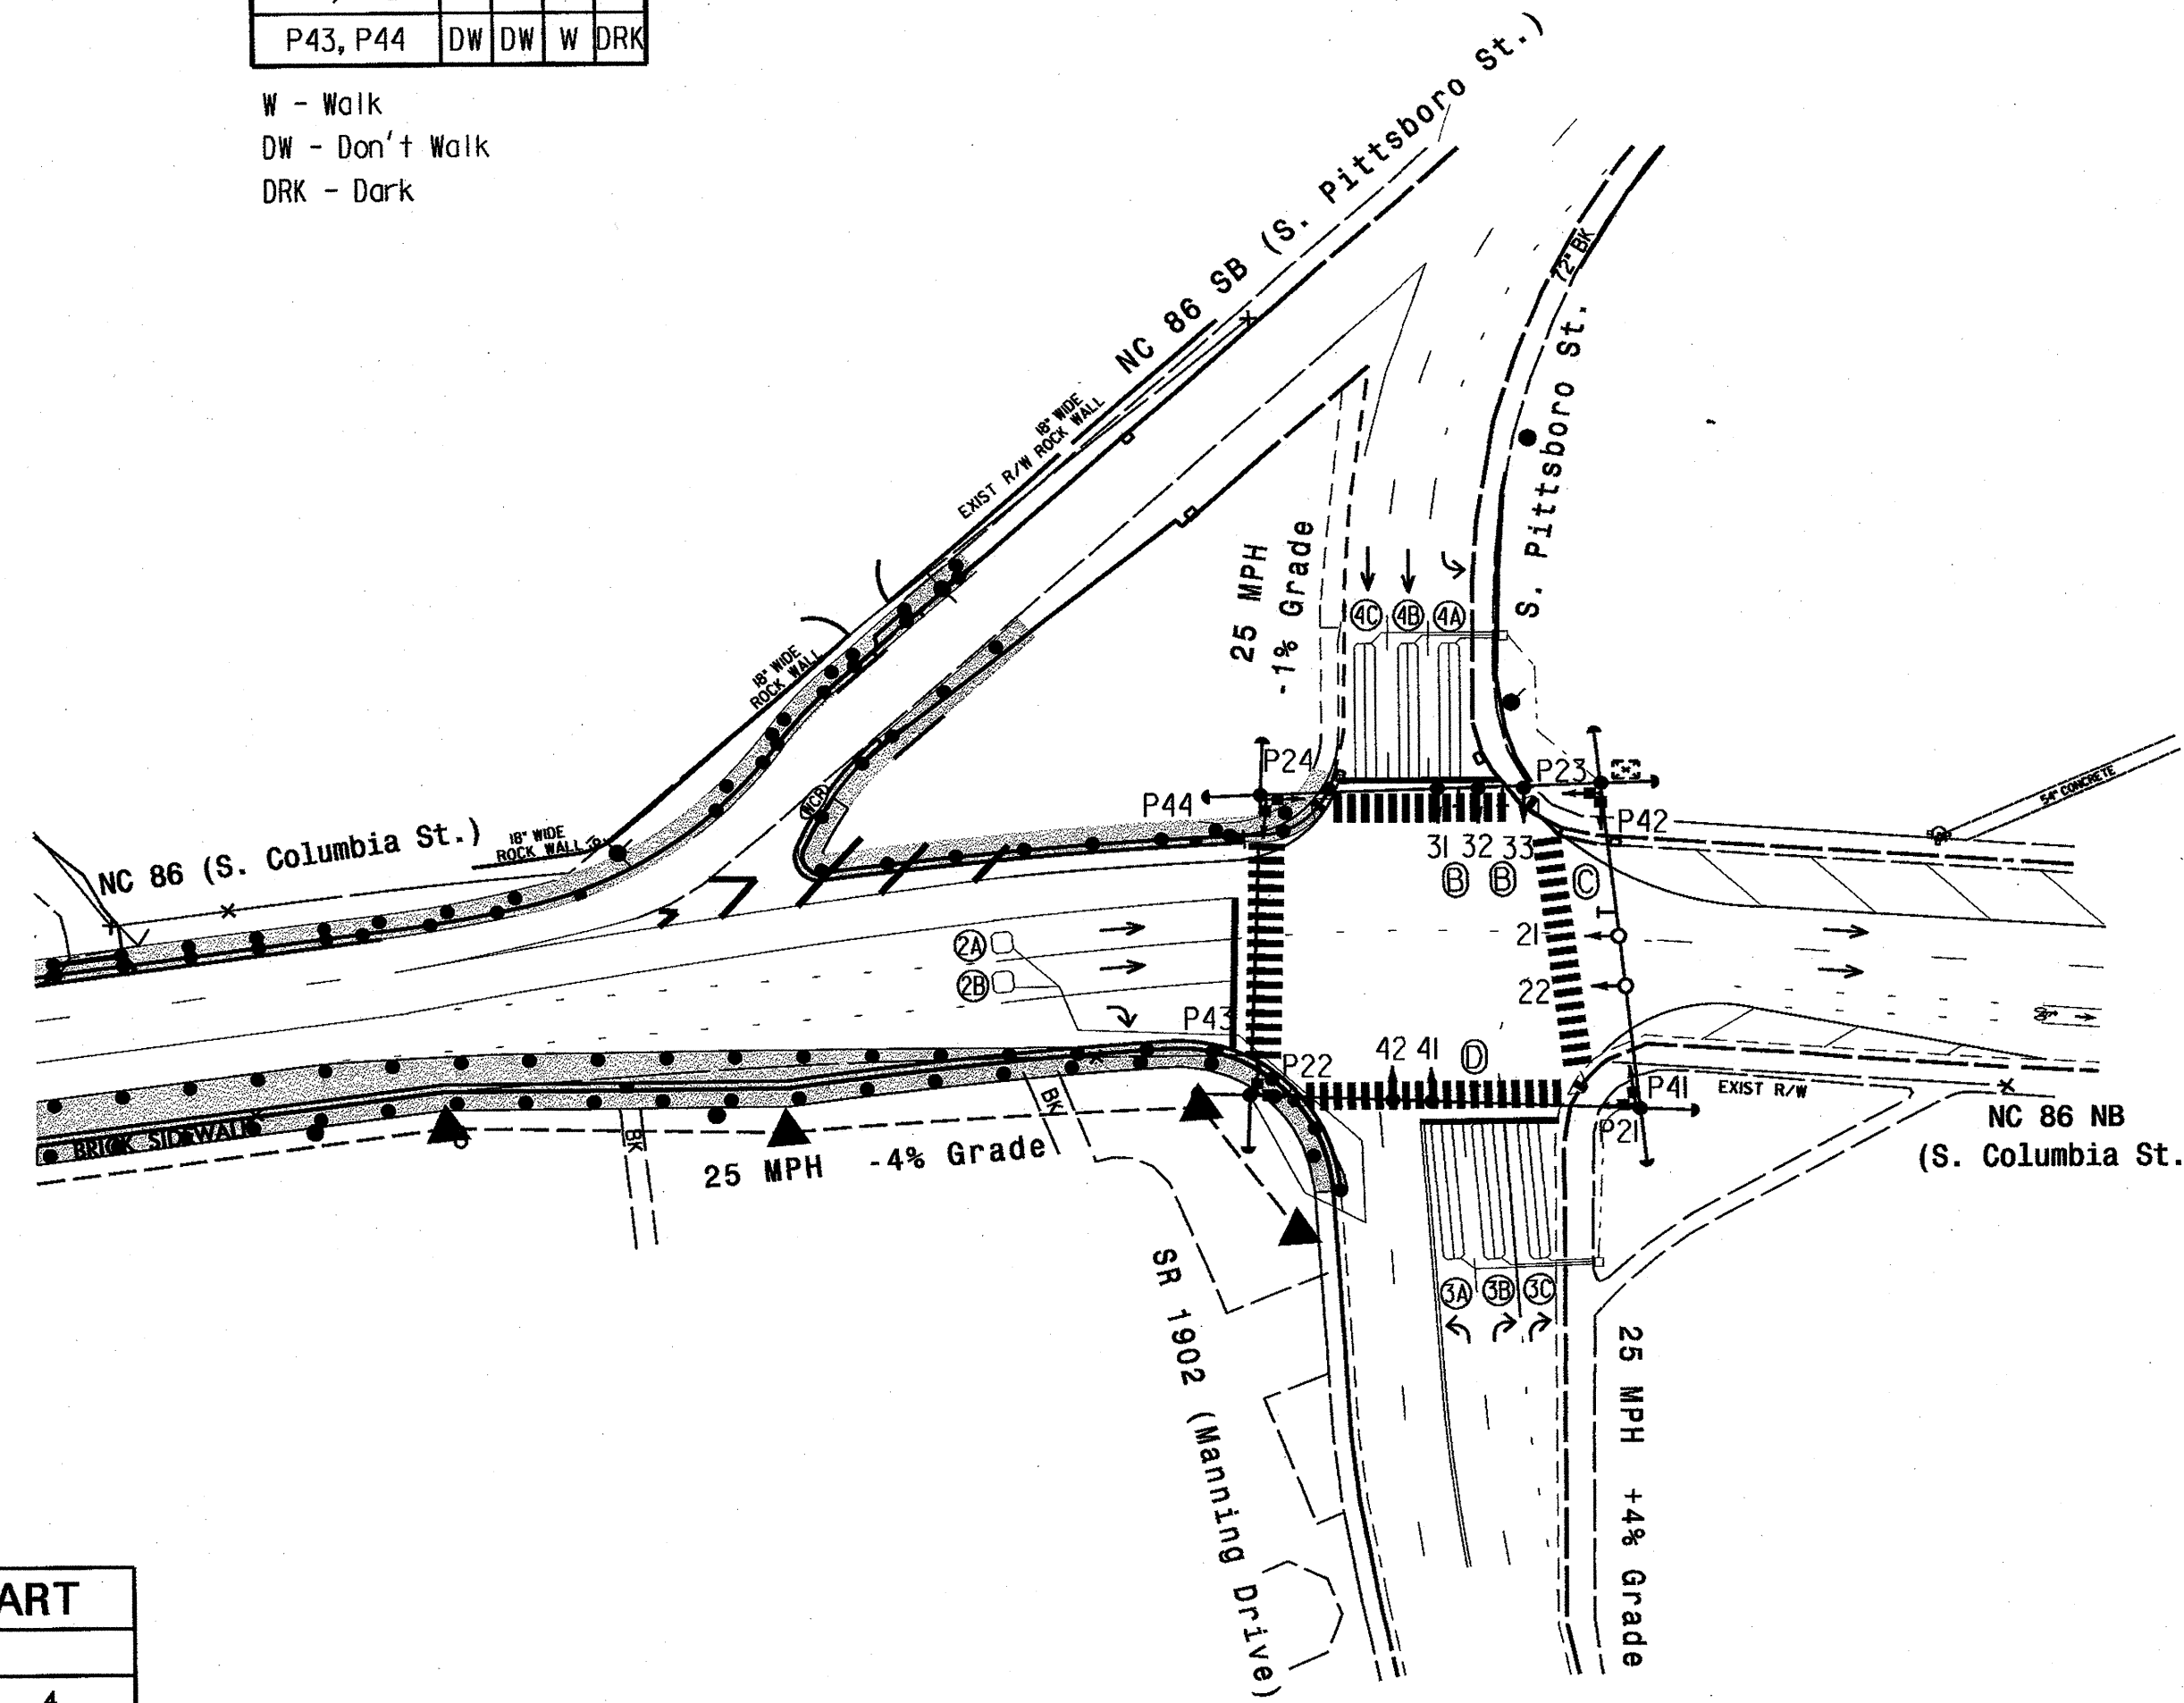 P43, P44 DW DW W DRK
W - Walk
DW - Don't Walk
DRK - Dark
NC 86 SB (S. Pittsboro St.)
72" BK
S. Pittsboro St.
18" WIDE
EXIST R/W ROCK WALL
25 MPH
-1% Grade
4C 4B 4A
18" WIDE
ROCK WALL
P24
P23
P44
P42
54" CONCRETE
WCR
NC 86 (S. Columbia St.)
18" WIDE
ROCK WALL
31 32 33
B B C
2A
21
2B
22
P43
42 41 D
P22
P41
EXIST R/W
BK
BK
P21
NC 86 NB
(S. Columbia St.
BRICK SIDEWALK
25 MPH -4% Grade
3A 3B 3C
SR 1902 (Manning Drive)
25 MPH +4% Grade
ART
4